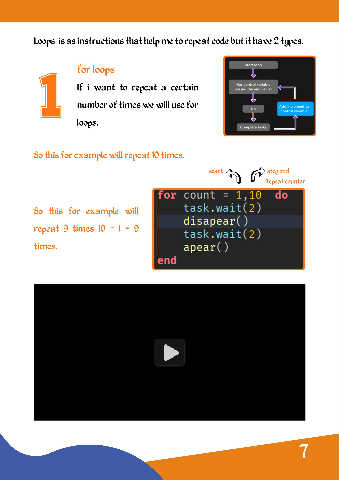 Loops is as instructions that help me to repeat code but it have 2 types.
1
for loops
If i want to repeat a certain
number of times we will use for
loops.
So this for example will repeat 10 times.
start
Repeat counter
So this for example will
repeat 9 times 10 - 1 = 9
times.
for count = 1,10 do
task.wait(2)
disapear()
task.wait(2)
apear()
end
7